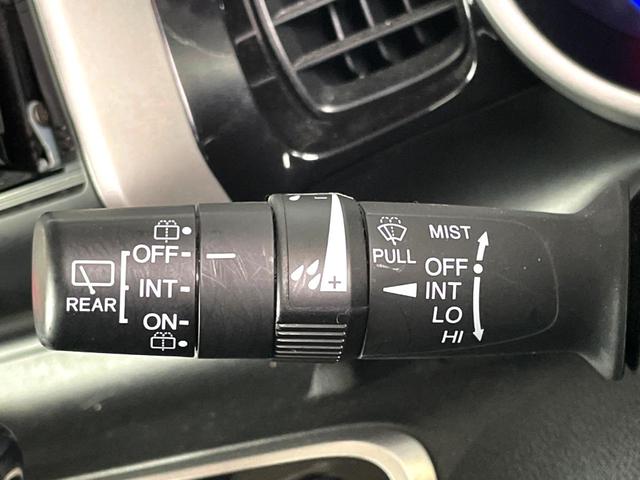 REAR
OFF
INT
ON
− 
+
PULL
MIST
OFF
INT
LO
HI